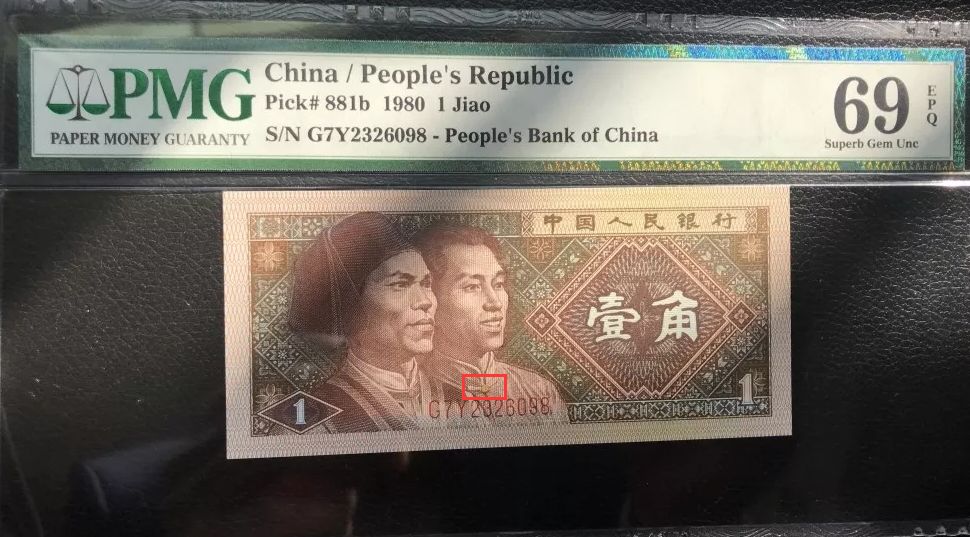 PMG
PAPER MONEY GUARANTY
China / People's Republic
Pick# 881b 1980 1 Jiao
S/N G7Y2326098 - People's Bank of China
69
EPQ
Superb Gem Unc
中国人民银行
壹角
1
1
G7Y2326098